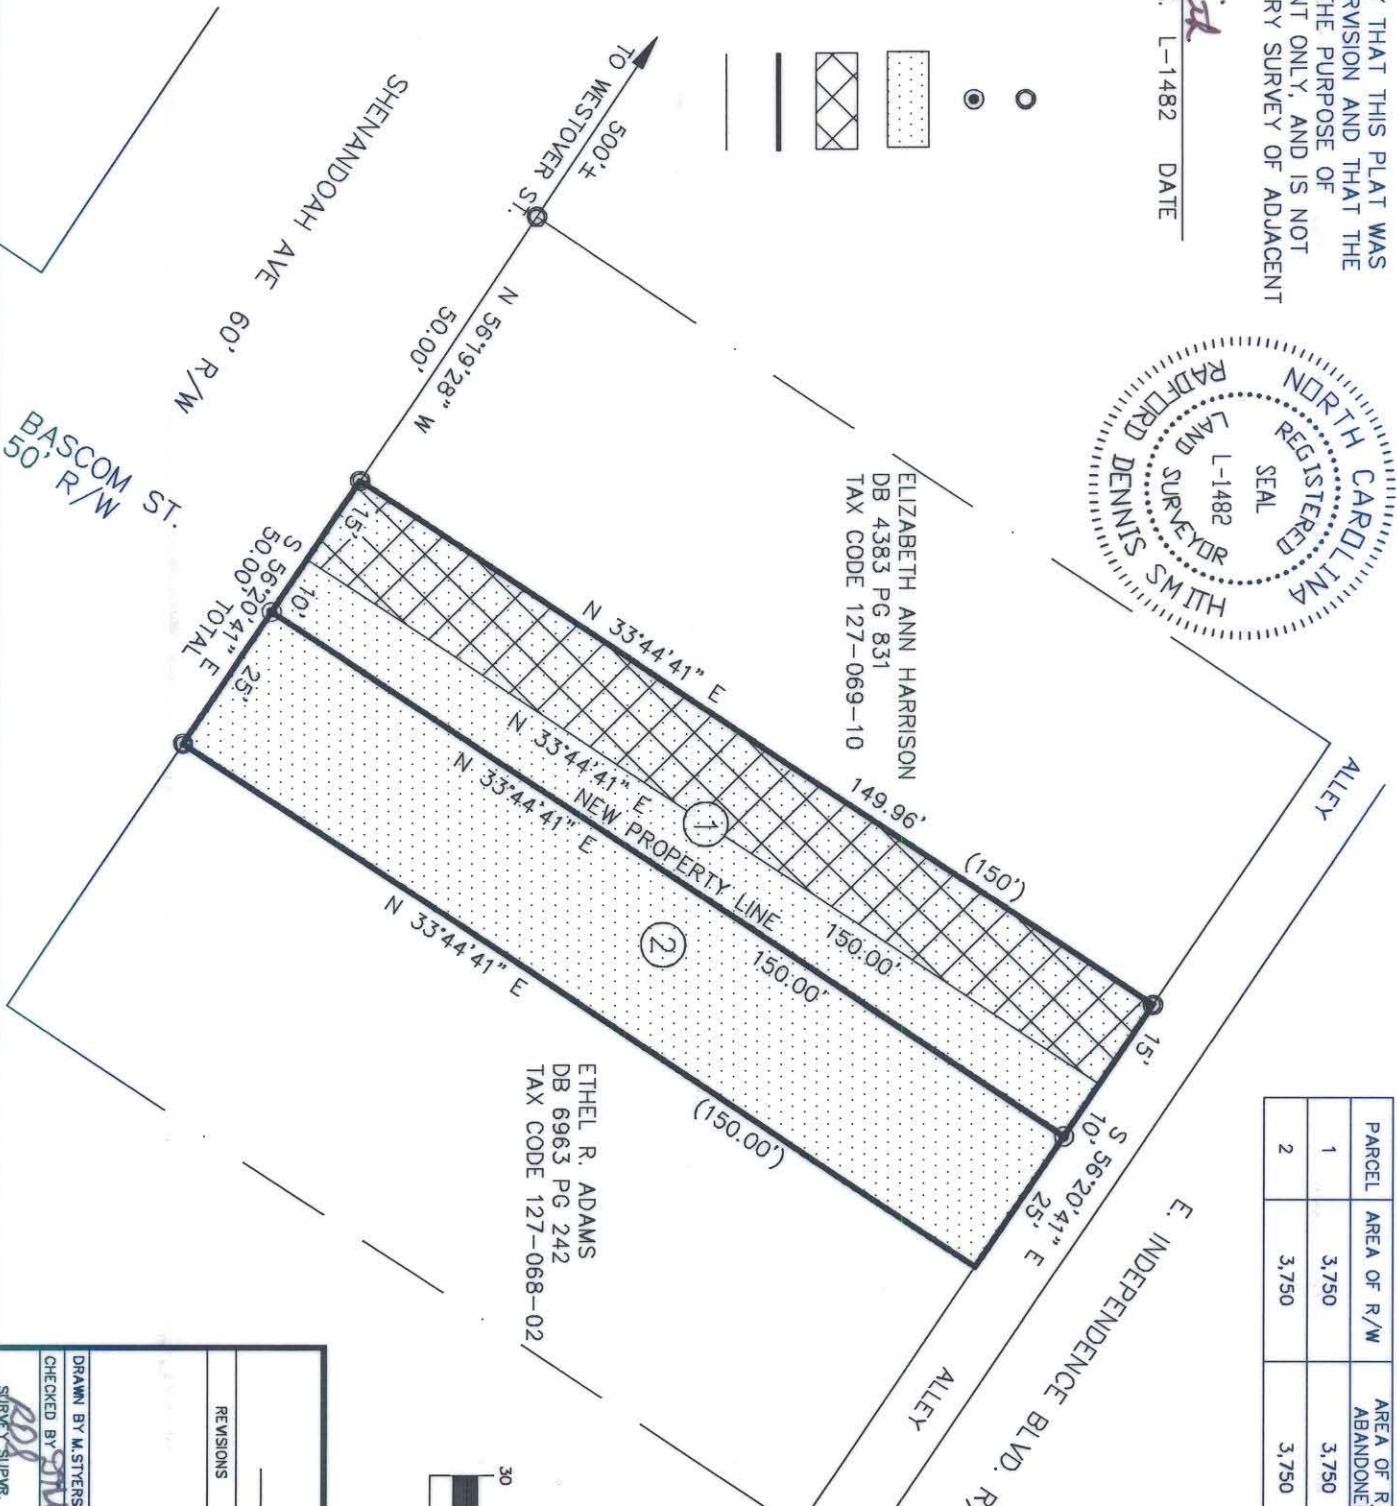 Y THAT THIS PLAT WAS
RVISION AND THAT THE
THE PURPOSE OF
NT ONLY, AND IS NOT
RY SURVEY OF ADJACENT
L-1482 DATE
NORTH CAROLINA
REGISTERED
SEAL
L-1482
LAND SURVEYOR
RADFORD DENNIS SMITH
PARCEL AREA OF R/W AREA OF R
ABANDONE
1 3,750 3,750
2 3,750 3,750
500'±
TO WESTOVER ST.
SHENANDOAH AVE 60' R/W
N 56°19'28" W
50.00'
BASCOM ST.
50' R/W
ELIZABETH ANN HARRISON
DB 4383 PG 831
TAX CODE 127-069-10
ALLEY
N 33°44'41" E
149.96'
(150')
15'
15'
10'
S 56°20'41" E
50.00' TOTAL
25'
N 33°44'41" E
150.00'
1
NEW PROPERTY LINE
N 33°44'41" E
150.00'
2
N 33°44'41" E
(150.00')
10'
S 56°20'41" E
25'
E. INDEPENDENCE BLVD. R/
ALLEY
ETHEL R. ADAMS
DB 6963 PG 242
TAX CODE 127-068-02
30
REVISIONS
DRAWN BY M.STYERS
CHECKED BY
SURVEY SUPVR.